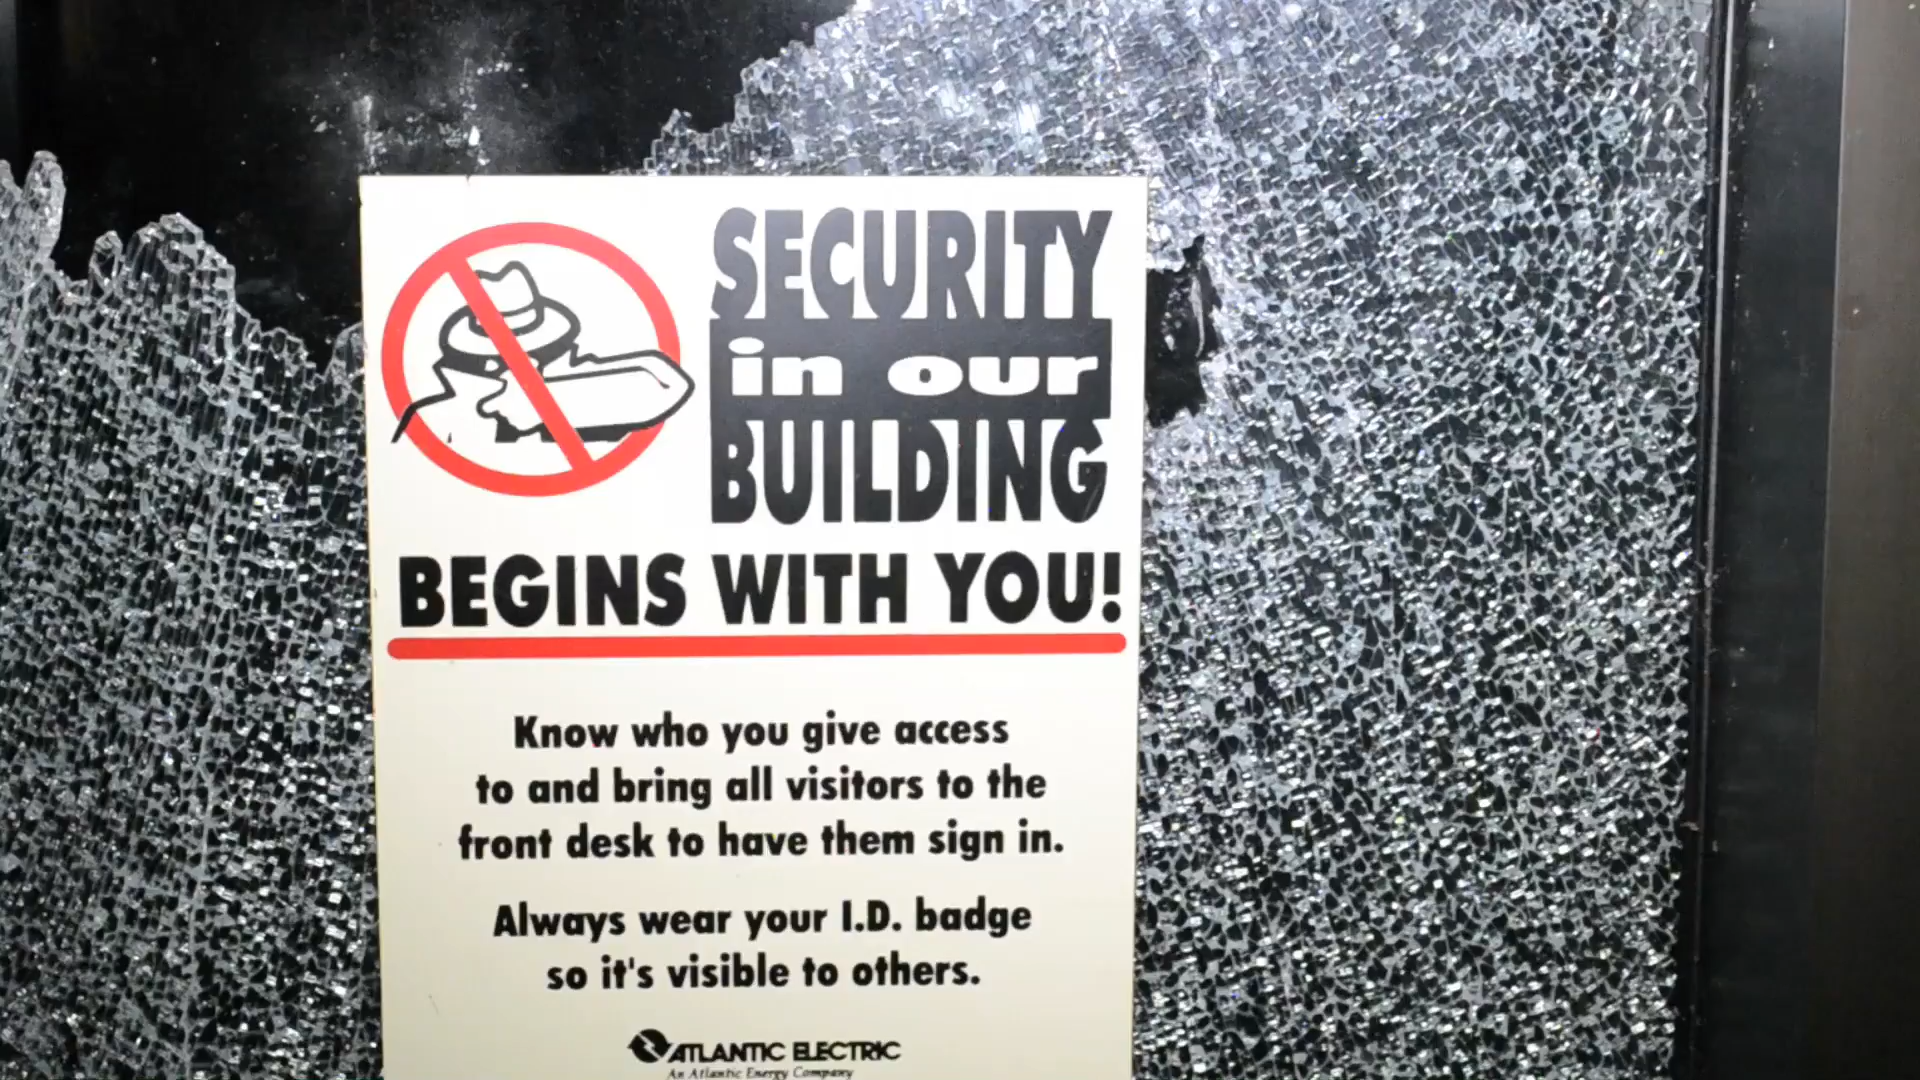 SECURITY
in our
BUILDING
BEGINS WITH YOU!
Know who you give access
to and bring all visitors to the
front desk to have them sign in.
Always wear your I.D. badge
so it's visible to others.
ATLANTIC ELECTRIC
An Atlantic Energy Company